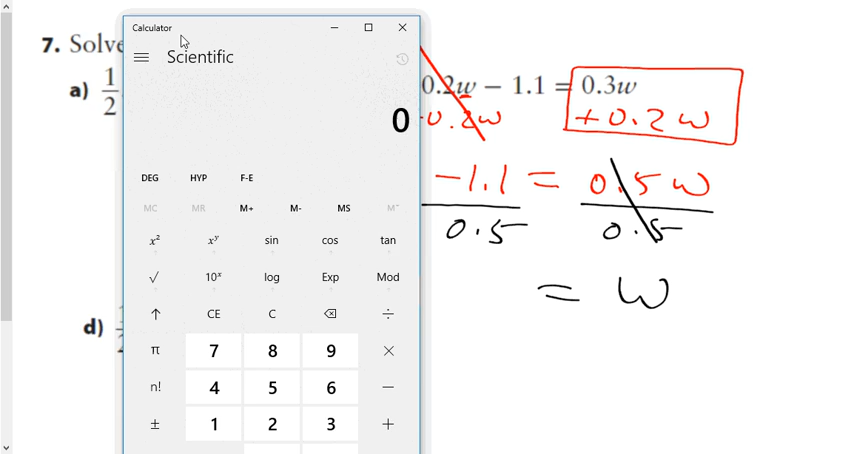 Calculator
7. Solve
Scientific
a) 1/2
0.2w − 1.1 = 0.3w
0
0.2w + 0.2w
DEG HYP F-E
−1.1 = 0.5w
MC MR M+ M- MS M˅
0.5 0.5
x² xʸ sin cos tan
√ 10ˣ log Exp Mod
= w
↑ CE C ⌫ ÷
d)
π 7 8 9 ×
n! 4 5 6 −
± 1 2 3 +